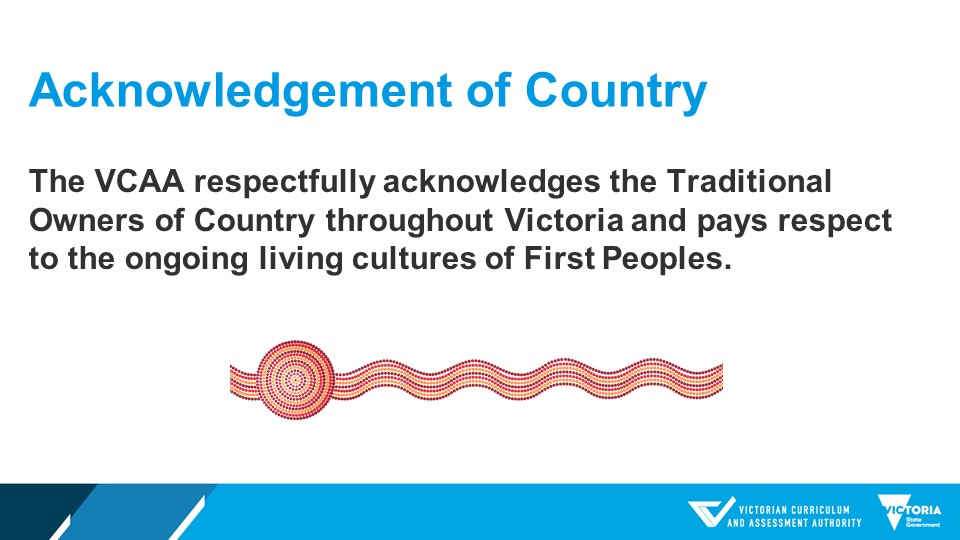 Acknowledgement of Country
The VCAA respectfully acknowledges the Traditional
Owners of Country throughout Victoria and pays respect
to the ongoing living cultures of First Peoples.
VICTORIAN CURRICULUM
AND ASSESSMENT AUTHORITY
VICTORIA
State
Government